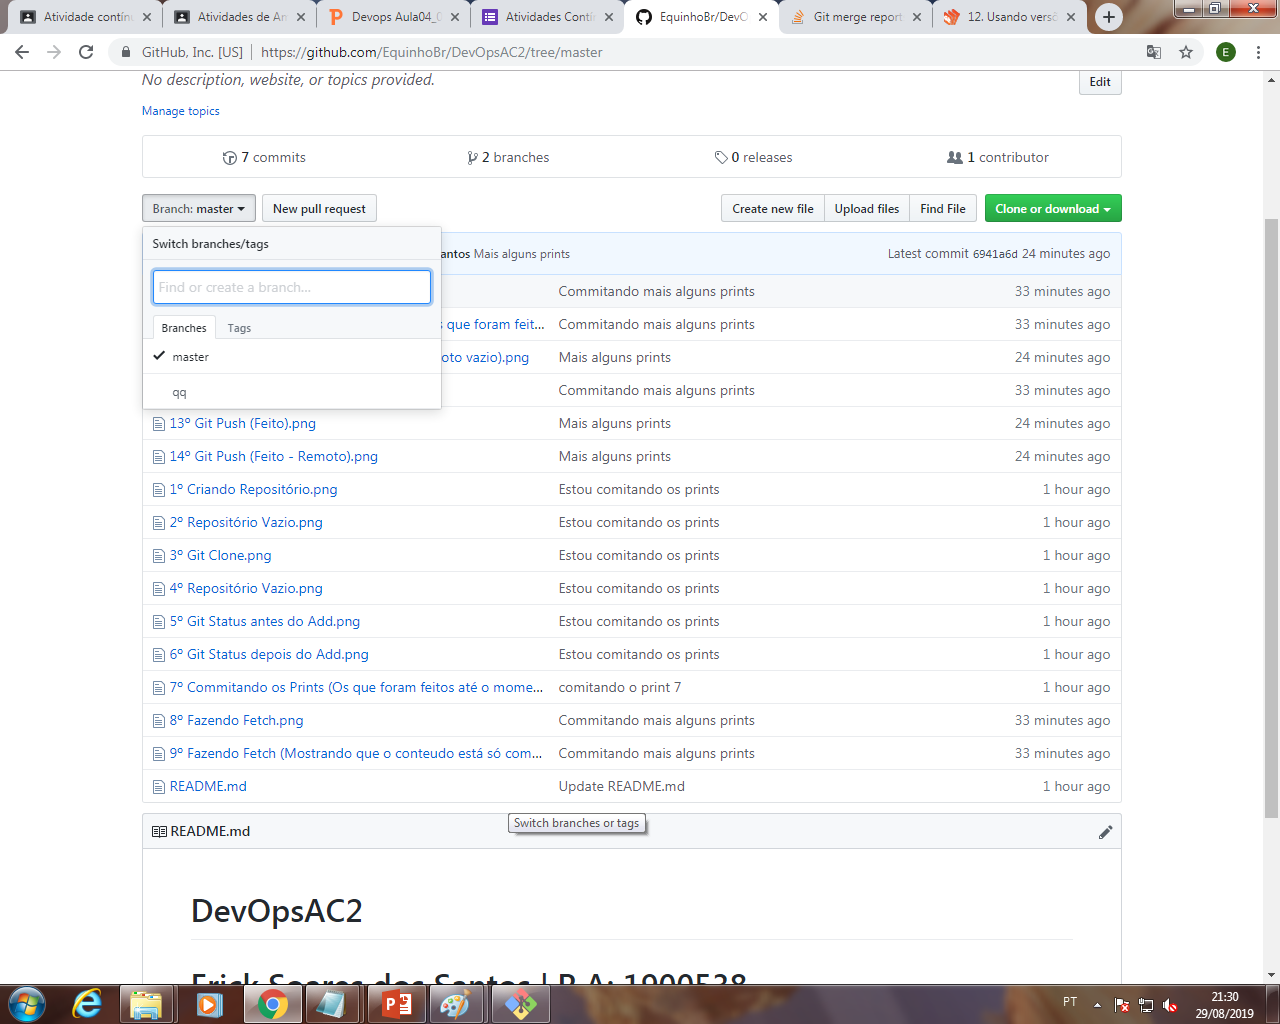 Atividade contínu
Atividades de An
Devops Aula04_0
Atividades Contín
EquinhoBr/DevO
Git merge report
12. Usando versõ
GitHub, Inc. [US]
https://github.com/EquinhoBr/DevOpsAC2/tree/master
E
No description, website, or topics provided.
Edit
Manage topics
7 commits
2 branches
0 releases
1 contributor
Branch: master
New pull request
Create new file
Upload files
Find File
Clone or download
Switch branches/tags
antos Mais alguns prints
Latest commit 6941a6d 24 minutes ago
Find or create a branch...
Commitando mais alguns prints
33 minutes ago
Branches
Tags
que foram feit...
Commitando mais alguns prints
33 minutes ago
master
oto vazio).png
Mais alguns prints
24 minutes ago
qq
Commitando mais alguns prints
33 minutes ago
13º Git Push (Feito).png
Mais alguns prints
24 minutes ago
14º Git Push (Feito - Remoto).png
Mais alguns prints
24 minutes ago
1º Criando Repositório.png
Estou comitando os prints
1 hour ago
2º Repositório Vazio.png
Estou comitando os prints
1 hour ago
3º Git Clone.png
Estou comitando os prints
1 hour ago
4º Repositório Vazio.png
Estou comitando os prints
1 hour ago
5º Git Status antes do Add.png
Estou comitando os prints
1 hour ago
6º Git Status depois do Add.png
Estou comitando os prints
1 hour ago
7º Commitando os Prints (Os que foram feitos até o mome...
comitando o print 7
1 hour ago
8º Fazendo Fetch.png
Commitando mais alguns prints
33 minutes ago
9º Fazendo Fetch (Mostrando que o conteudo está só com...
Commitando mais alguns prints
33 minutes ago
README.md
Update README.md
1 hour ago
Switch branches or tags
README.md
DevOpsAC2
Erick Soares dos Santos | R.A: 1900538
PT
21:30
29/08/2019